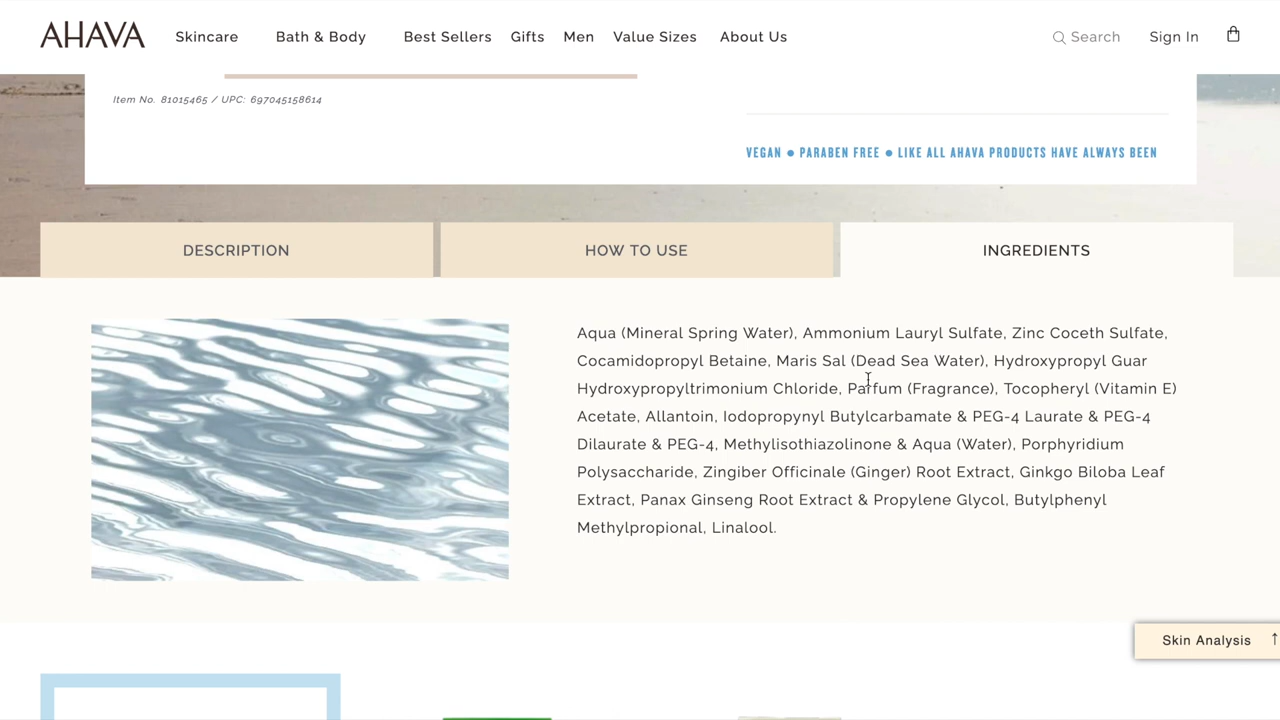 AHAVA Skincare Bath & Body Best Sellers Gifts Men Value Sizes About Us Search Sign In
Item No. 81015465 / UPC: 697045158614
VEGAN ● PARABEN FREE ● LIKE ALL AHAVA PRODUCTS HAVE ALWAYS BEEN
DESCRIPTION HOW TO USE INGREDIENTS
Aqua (Mineral Spring Water), Ammonium Lauryl Sulfate, Zinc Coceth Sulfate,
Cocamidopropyl Betaine, Maris Sal (Dead Sea Water), Hydroxypropyl Guar
Hydroxypropyltrimonium Chloride, Parfum (Fragrance), Tocopheryl (Vitamin E)
Acetate, Allantoin, Iodopropynyl Butylcarbamate & PEG-4 Laurate & PEG-4
Dilaurate & PEG-4, Methylisothiazolinone & Aqua (Water), Porphyridium
Polysaccharide, Zingiber Officinale (Ginger) Root Extract, Ginkgo Biloba Leaf
Extract, Panax Ginseng Root Extract & Propylene Glycol, Butylphenyl
Methylpropional, Linalool.
Skin Analysis ↑